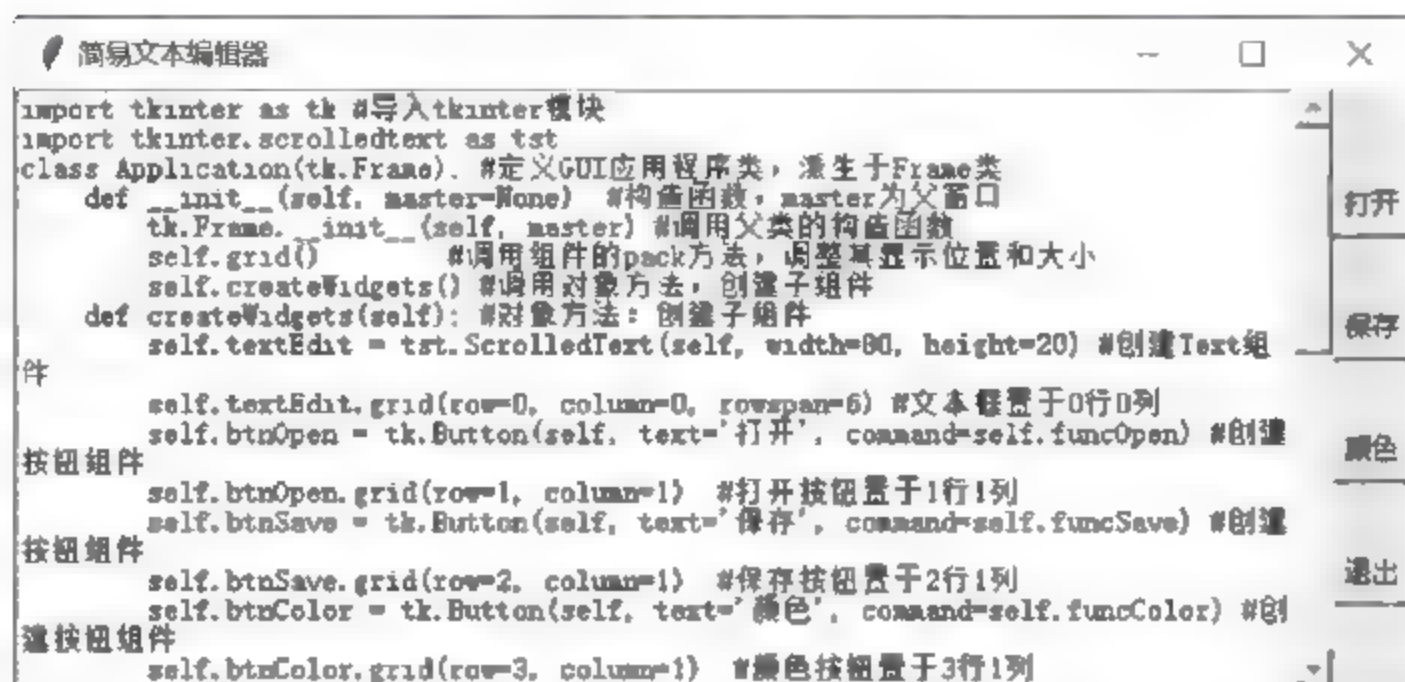 简易文本编辑器
import tkinter as tk #导入tkinter模块
import tkinter.scrolledtext as tst
class Application(tk.Frame): #定义GUI应用程序类，派生于Frame类
def __init__(self, master=None) #构造函数，master为父窗口
tk.Frame.__init__(self, master) #调用父类的构造函数
self.grid() #调用组件的pack方法，调整其显示位置和大小
self.createWidgets() #调用对象方法，创建子组件
def createWidgets(self): #对象方法：创建子组件
self.textEdit = tst.ScrolledText(self, width=80, height=20) #创建Text组
件
self.textEdit.grid(row=0, column=0, rowspan=6) #文本框置于0行0列
self.btnOpen = tk.Button(self, text='打开', command=self.funcOpen) #创建
按钮组件
self.btnOpen.grid(row=1, column=1) #打开按钮置于1行1列
self.btnSave = tk.Button(self, text='保存', command=self.funcSave) #创建
按钮组件
self.btnSave.grid(row=2, column=1) #保存按钮置于2行1列
self.btnColor = tk.Button(self, text='颜色', command=self.funcColor) #创
建按钮组件
self.btnColor.grid(row=3, column=1) #颜色按钮置于3行1列
打开
保存
颜色
退出